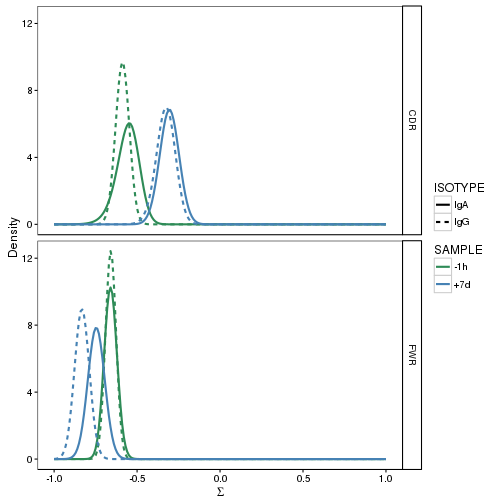 12
8
4
0
CDR
12
8
4
0
FWR
Density
-1.0
-0.5
0.0
0.5
1.0
Σ
ISOTYPE
IgA
IgG
SAMPLE
-1h
+7d